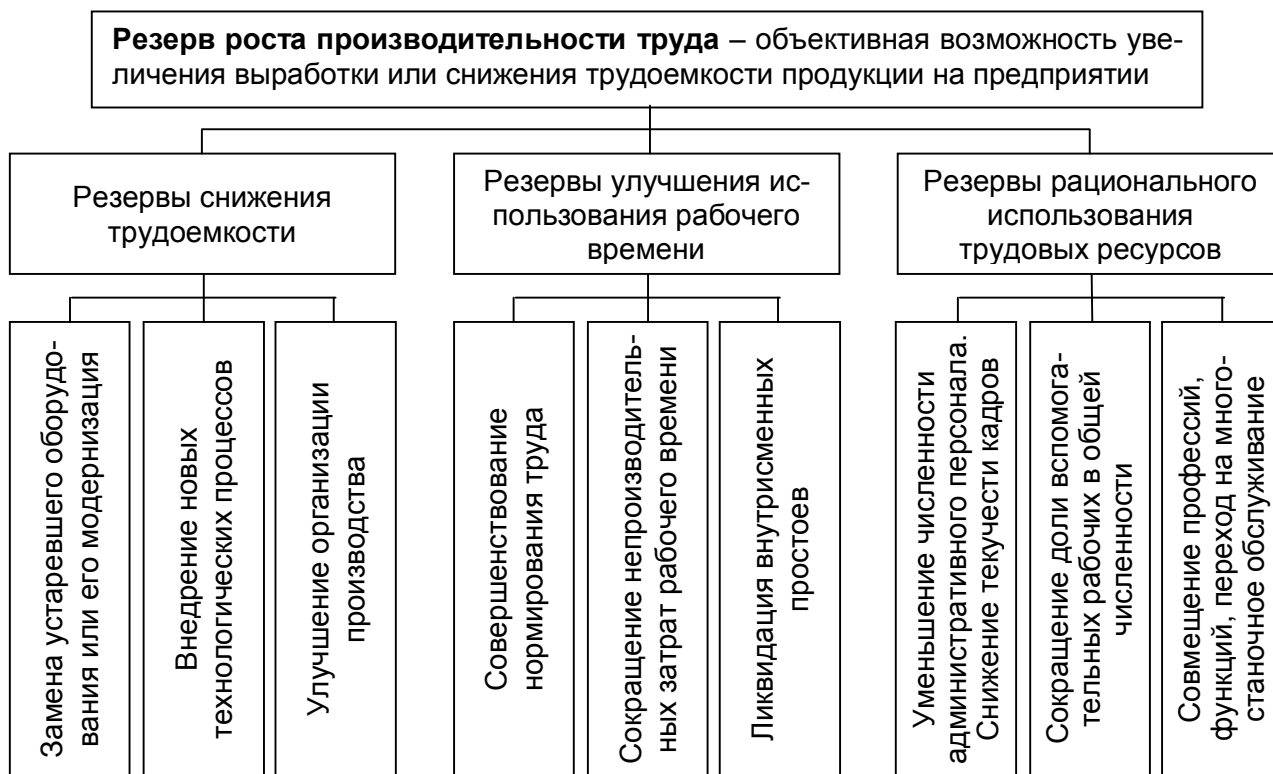 Резерв роста производительности труда – объективная возможность уве-
личения выработки или снижения трудоемкости продукции на предприятии
Резервы снижения
трудоемкости
Резервы улучшения ис-
пользования рабочего
времени
Резервы рационального
использования
трудовых ресурсов
Замена устаревшего оборудо-
вания или его модернизация
Внедрение новых
технологических процессов
Улучшение организации
производства
Совершенствование
нормирования труда
Сокращение непроизводитель-
ных затрат рабочего времени
Ликвидация внутрисменных
простоев
Уменьшение численности
административного персонала.
Снижение текучести кадров
Сокращение доли вспомога-
тельных рабочих в общей
численности
Совмещение профессий,
функций, переход на много-
станочное обслуживание